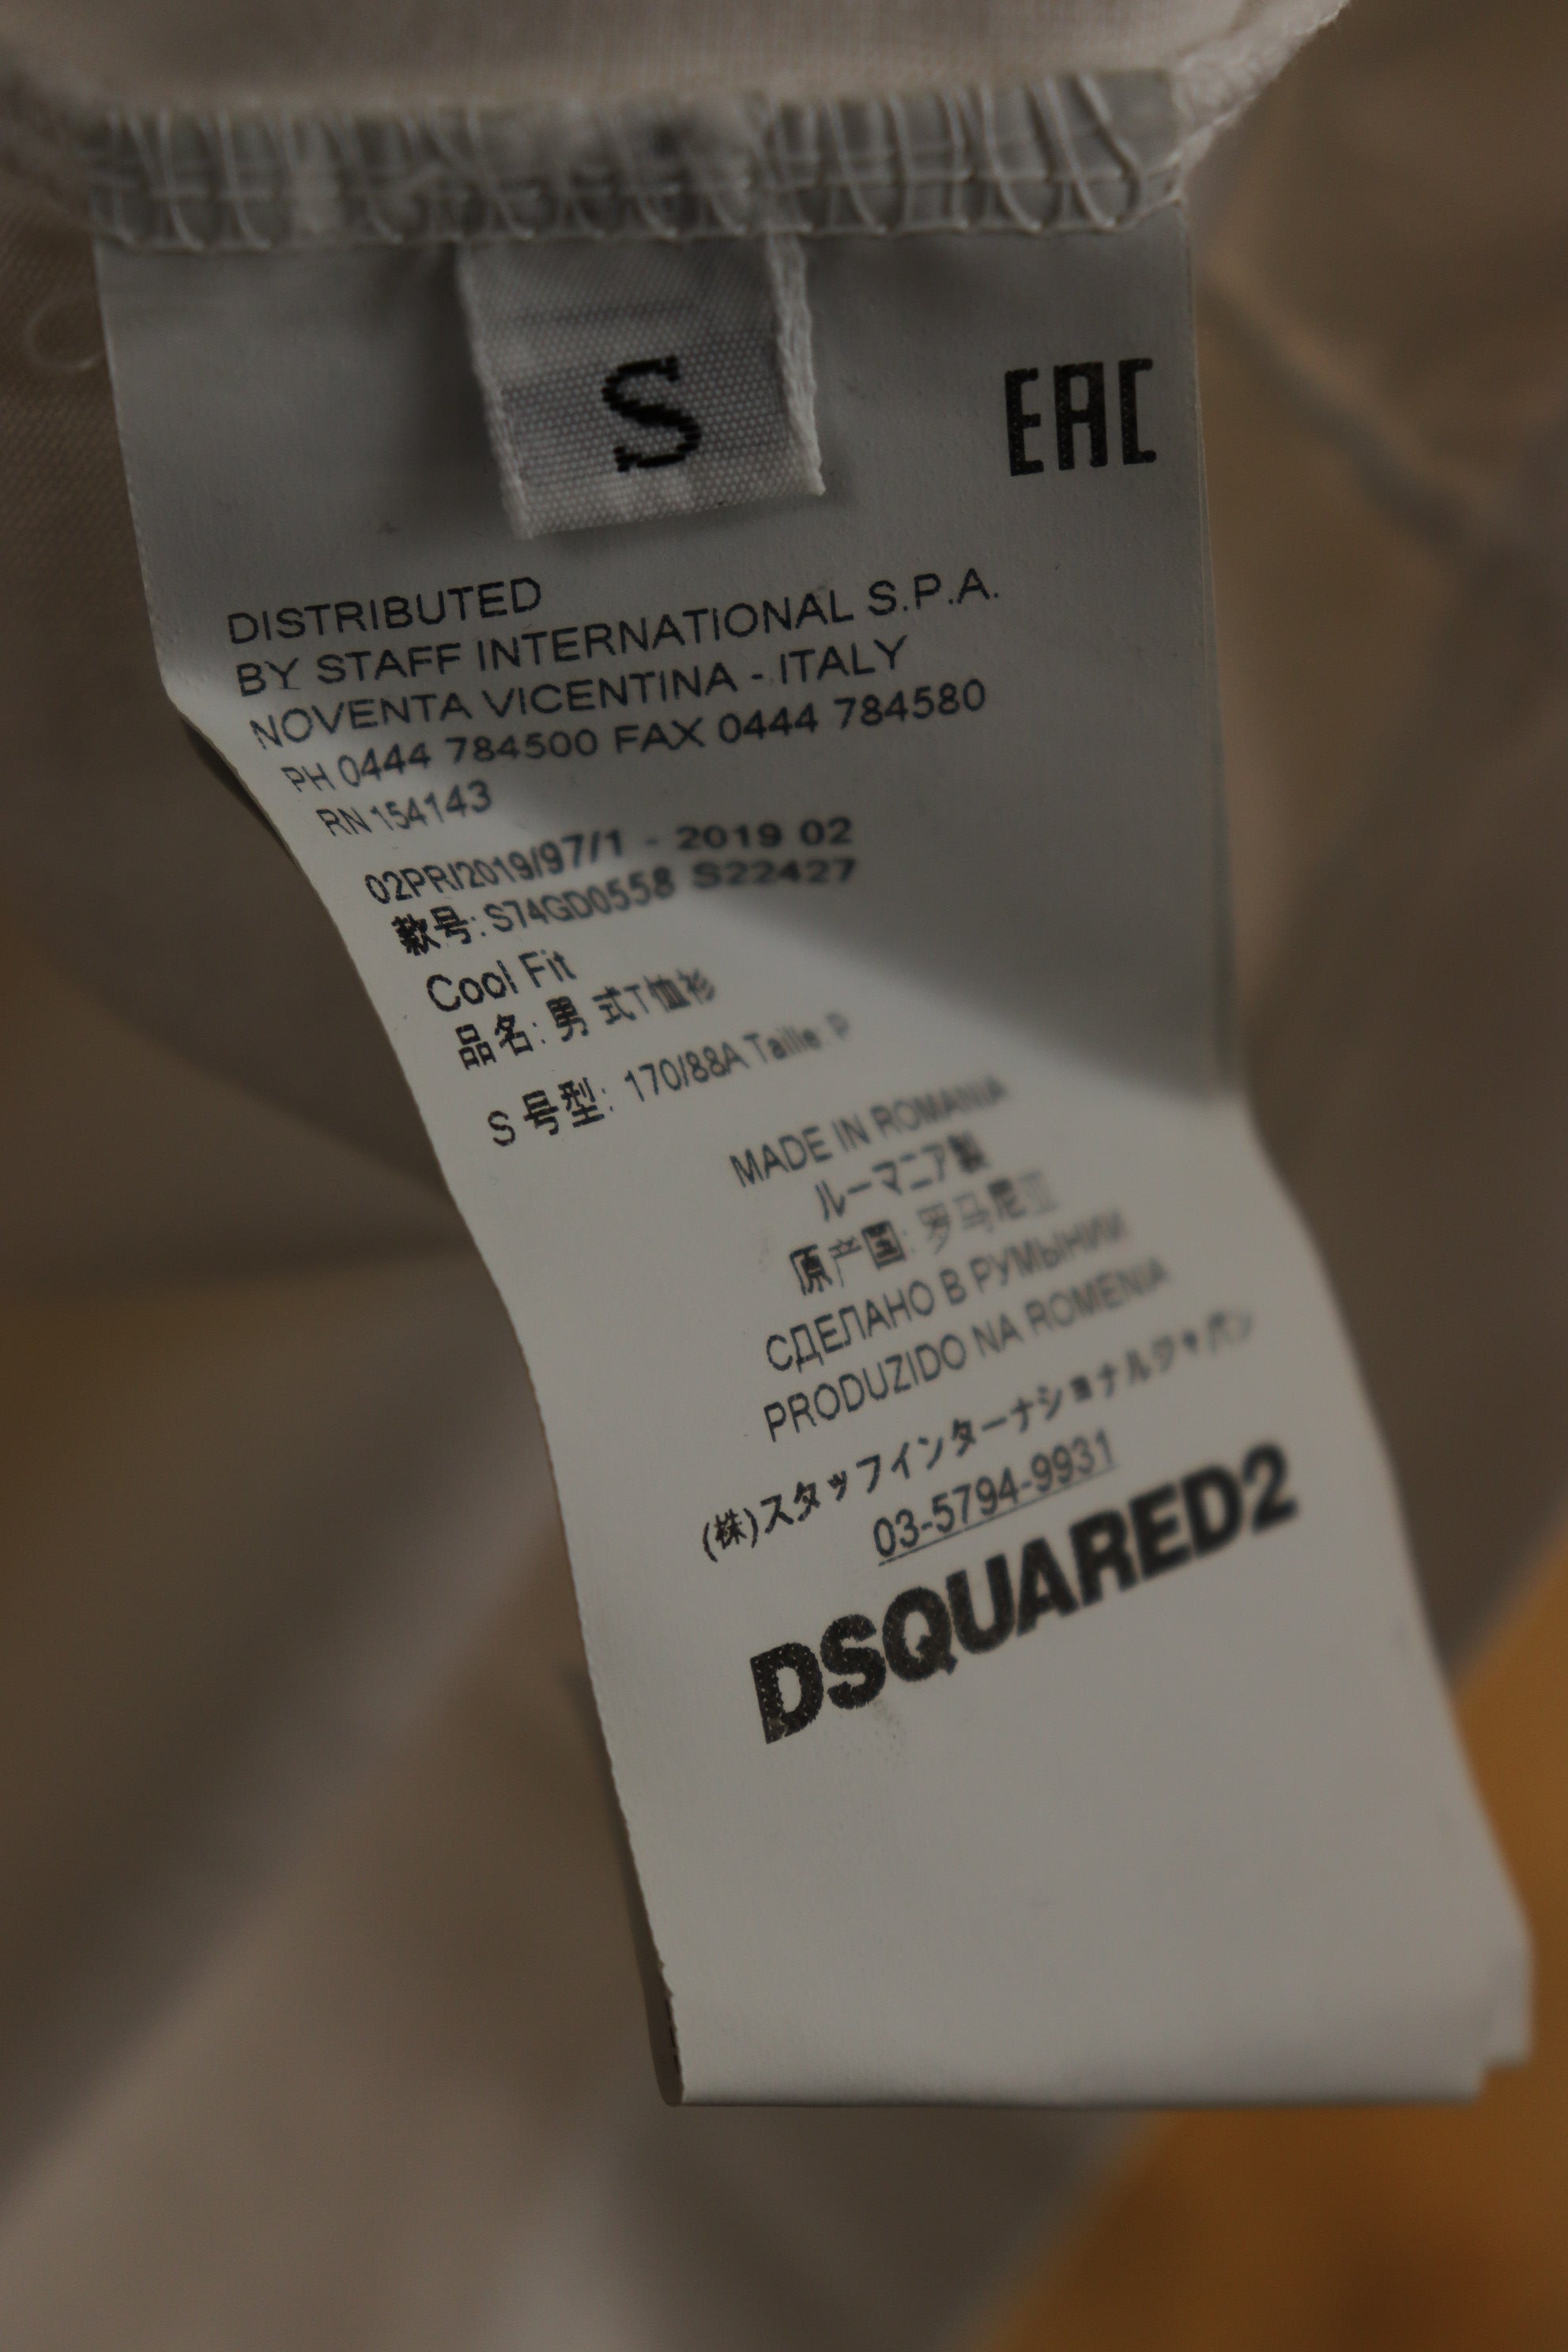 S
EAC
DISTRIBUTED
BY STAFF INTERNATIONAL S.P.A.
NOVENTA VICENTINA - ITALY
PH 0444 784500 FAX 0444 784580
RN 154143
02PR/2019/97/1 - 2019 02
款号: S74GD0558 S22427
Cool Fit
品名: 男 式T恤衫
S 号型: 170/88A Taille P
MADE IN ROMANIA
ルーマニア製
原产国: 罗马尼亚
СДЕЛАНО В РУМЫНИИ
PRODUZIDO NA ROMENIA
(株)スタッフインターナショナルジャパン
03-5794-9931
DSQUARED2